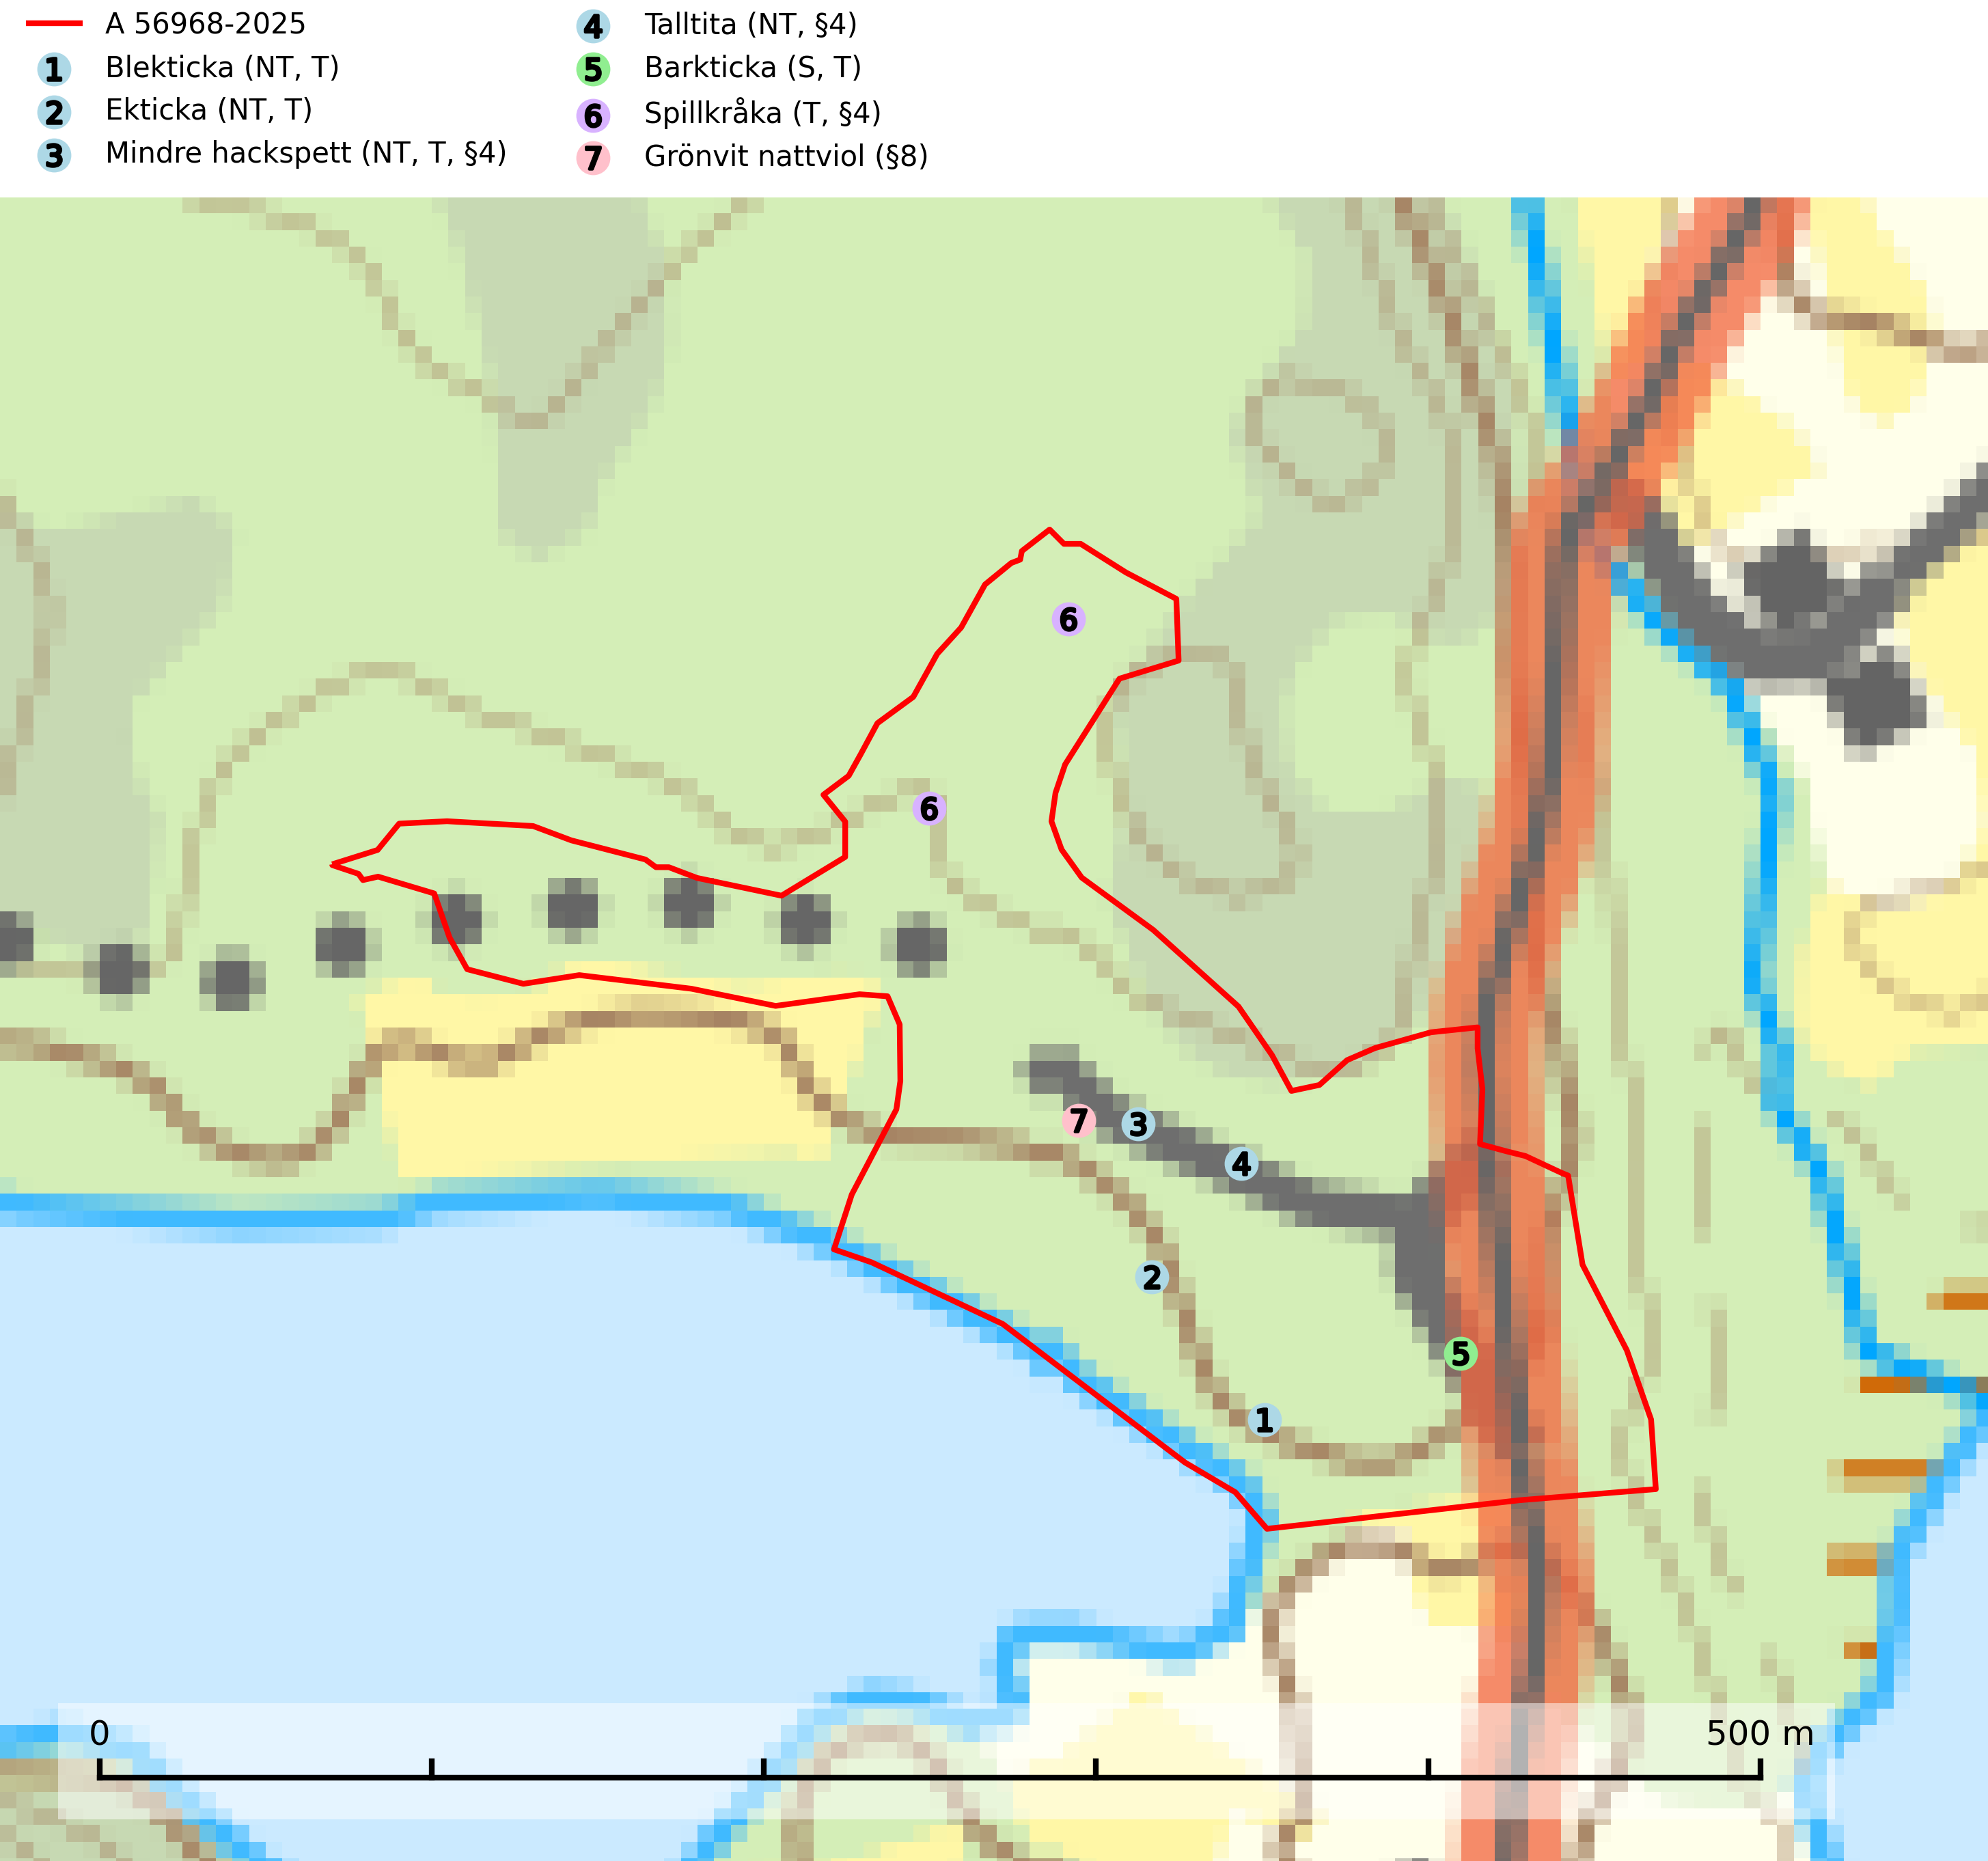 A 56968-2025
1 Blekticka (NT, T)
2 Ekticka (NT, T)
3 Mindre hackspett (NT, T, §4)
4 Talltita (NT, §4)
5 Barkticka (S, T)
6 Spillkråka (T, §4)
7 Grönvit nattviol (§8)
6
6
7
3
4
2
5
1
0
500 m